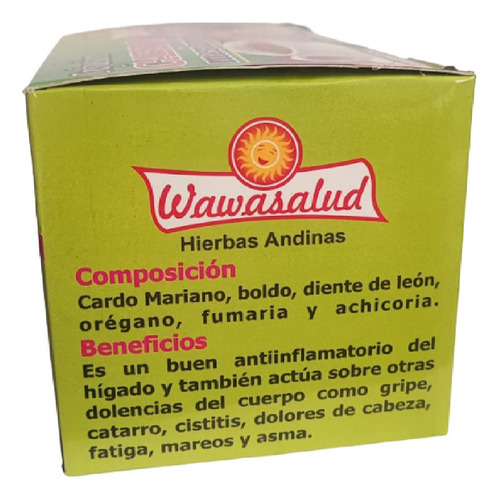 Wawasalud
Hierbas Andinas
Composición
Cardo Mariano, boldo, diente de león,
orégano, fumaria y achicoria.
Beneficios
Es un buen antiinflamatorio del
hígado y también actúa sobre otras
dolencias del cuerpo como gripe,
catarro, cistitis, dolores de cabeza,
fatiga, mareos y asma.